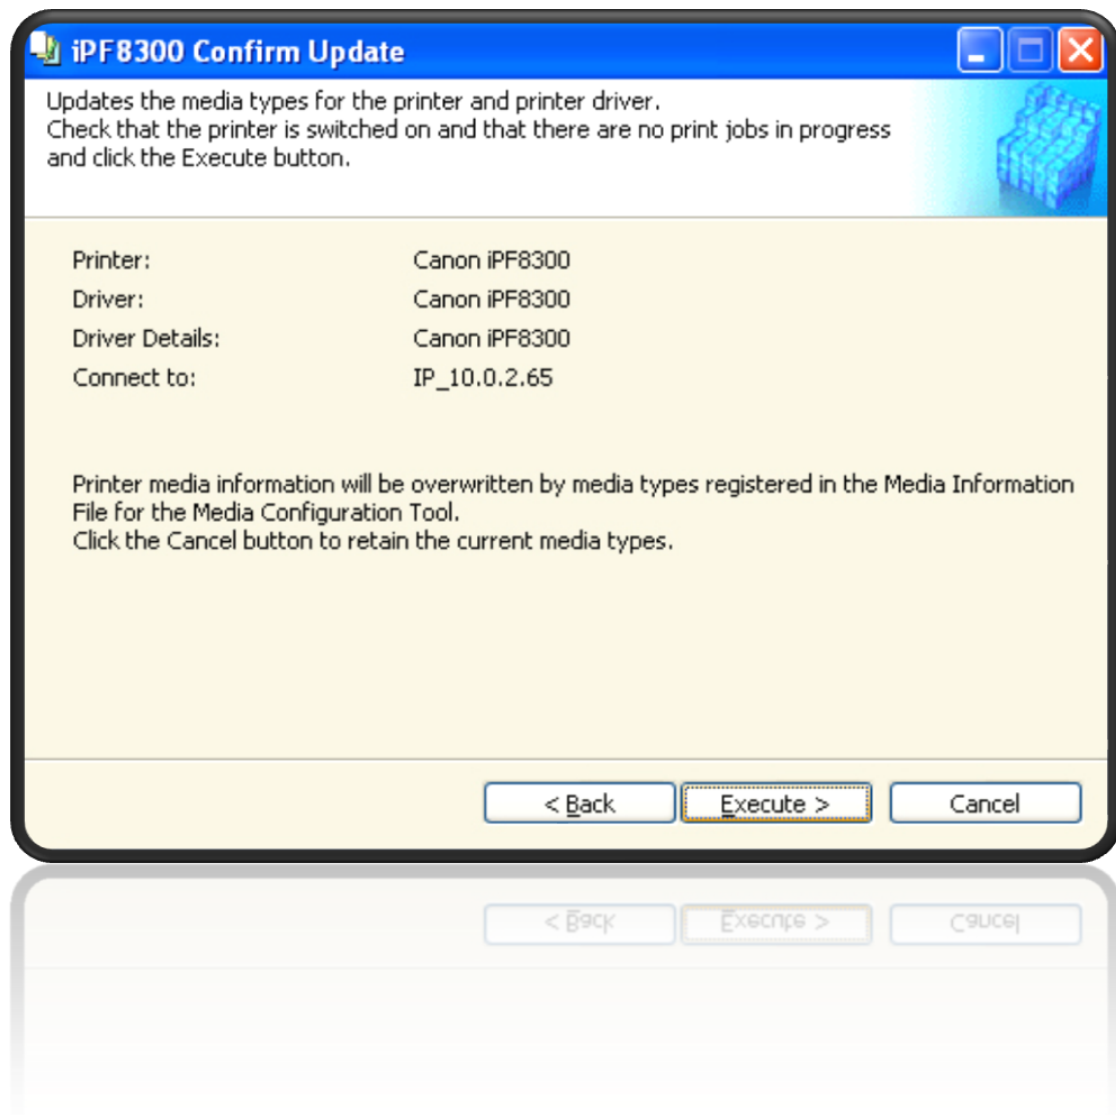 iPF8300 Confirm Update
Updates the media types for the printer and printer driver.
Check that the printer is switched on and that there are no print jobs in progress
and click the Execute button.
Printer: Canon iPF8300
Driver: Canon iPF8300
Driver Details: Canon iPF8300
Connect to: IP_10.0.2.65
Printer media information will be overwritten by media types registered in the Media Information
File for the Media Configuration Tool.
Click the Cancel button to retain the current media types.
< Back Execute > Cancel